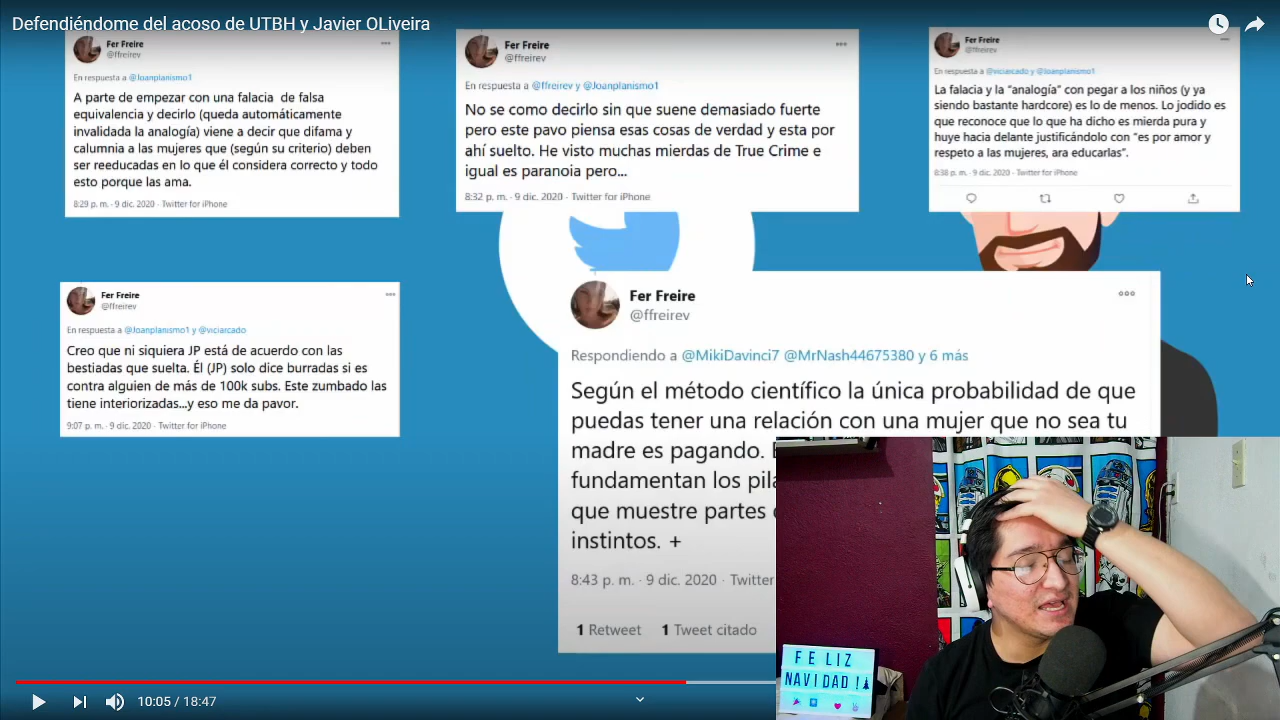 Defendiéndome del acoso de UTBH y Javier OLiveira
Fer Freire
@ffreirev
En respuesta a @Joanplanismo1
A parte de empezar con una falacia de falsa
equivalencia y decirlo (queda automáticamente
invalidada la analogía) viene a decir que difama y
calumnia a las mujeres que (según su criterio) deben
ser reeducadas en lo que él considera correcto y todo
esto porque las ama.
8:29 p. m. · 9 dic. 2020 · Twitter for iPhone
Fer Freire
@ffreirev
En respuesta a @ffreirev y @Joanplanismo1
No se como decirlo sin que suene demasiado fuerte
pero este pavo piensa esas cosas de verdad y esta por
ahí suelto. He visto muchas mierdas de True Crime e
igual es paranoia pero...
8:32 p. m. · 9 dic. 2020 · Twitter for iPhone
Fer Freire
@ffreirev
En respuesta a @viciarcado y @Joanplanismo1
La falacia y la “analogía” con pegar a los niños (y ya
siendo bastante hardcore) es lo de menos. Lo jodido es
que reconoce que lo que ha dicho es mierda pura y
huye hacia delante justificándolo con “es por amor y
respeto a las mujeres, ara educarlas”.
8:38 p. m. · 9 dic. 2020 · Twitter for iPhone
Fer Freire
@ffreirev
En respuesta a @Joanplanismo1 y @viciarcado
Creo que ni siquiera JP está de acuerdo con las
bestiadas que suelta. Él (JP) solo dice burradas si es
contra alguien de más de 100k subs. Este zumbado las
tiene interiorizadas...y eso me da pavor.
9:07 p. m. · 9 dic. 2020 · Twitter for iPhone
Fer Freire
@ffreirev
Respondiendo a @MikiDavinci7 @MrNash44675380 y 6 más
Según el método científico la única probabilidad de que
puedas tener una relación con una mujer que no sea tu
madre es pagando.
fundamentan los
que muestre partes
instintos. +
8:43 p. m. · 9 dic. 2020 · Twitter
1 Retweet 1 Tweet citado
FELIZ
NAVIDAD!
10:05 / 18:47